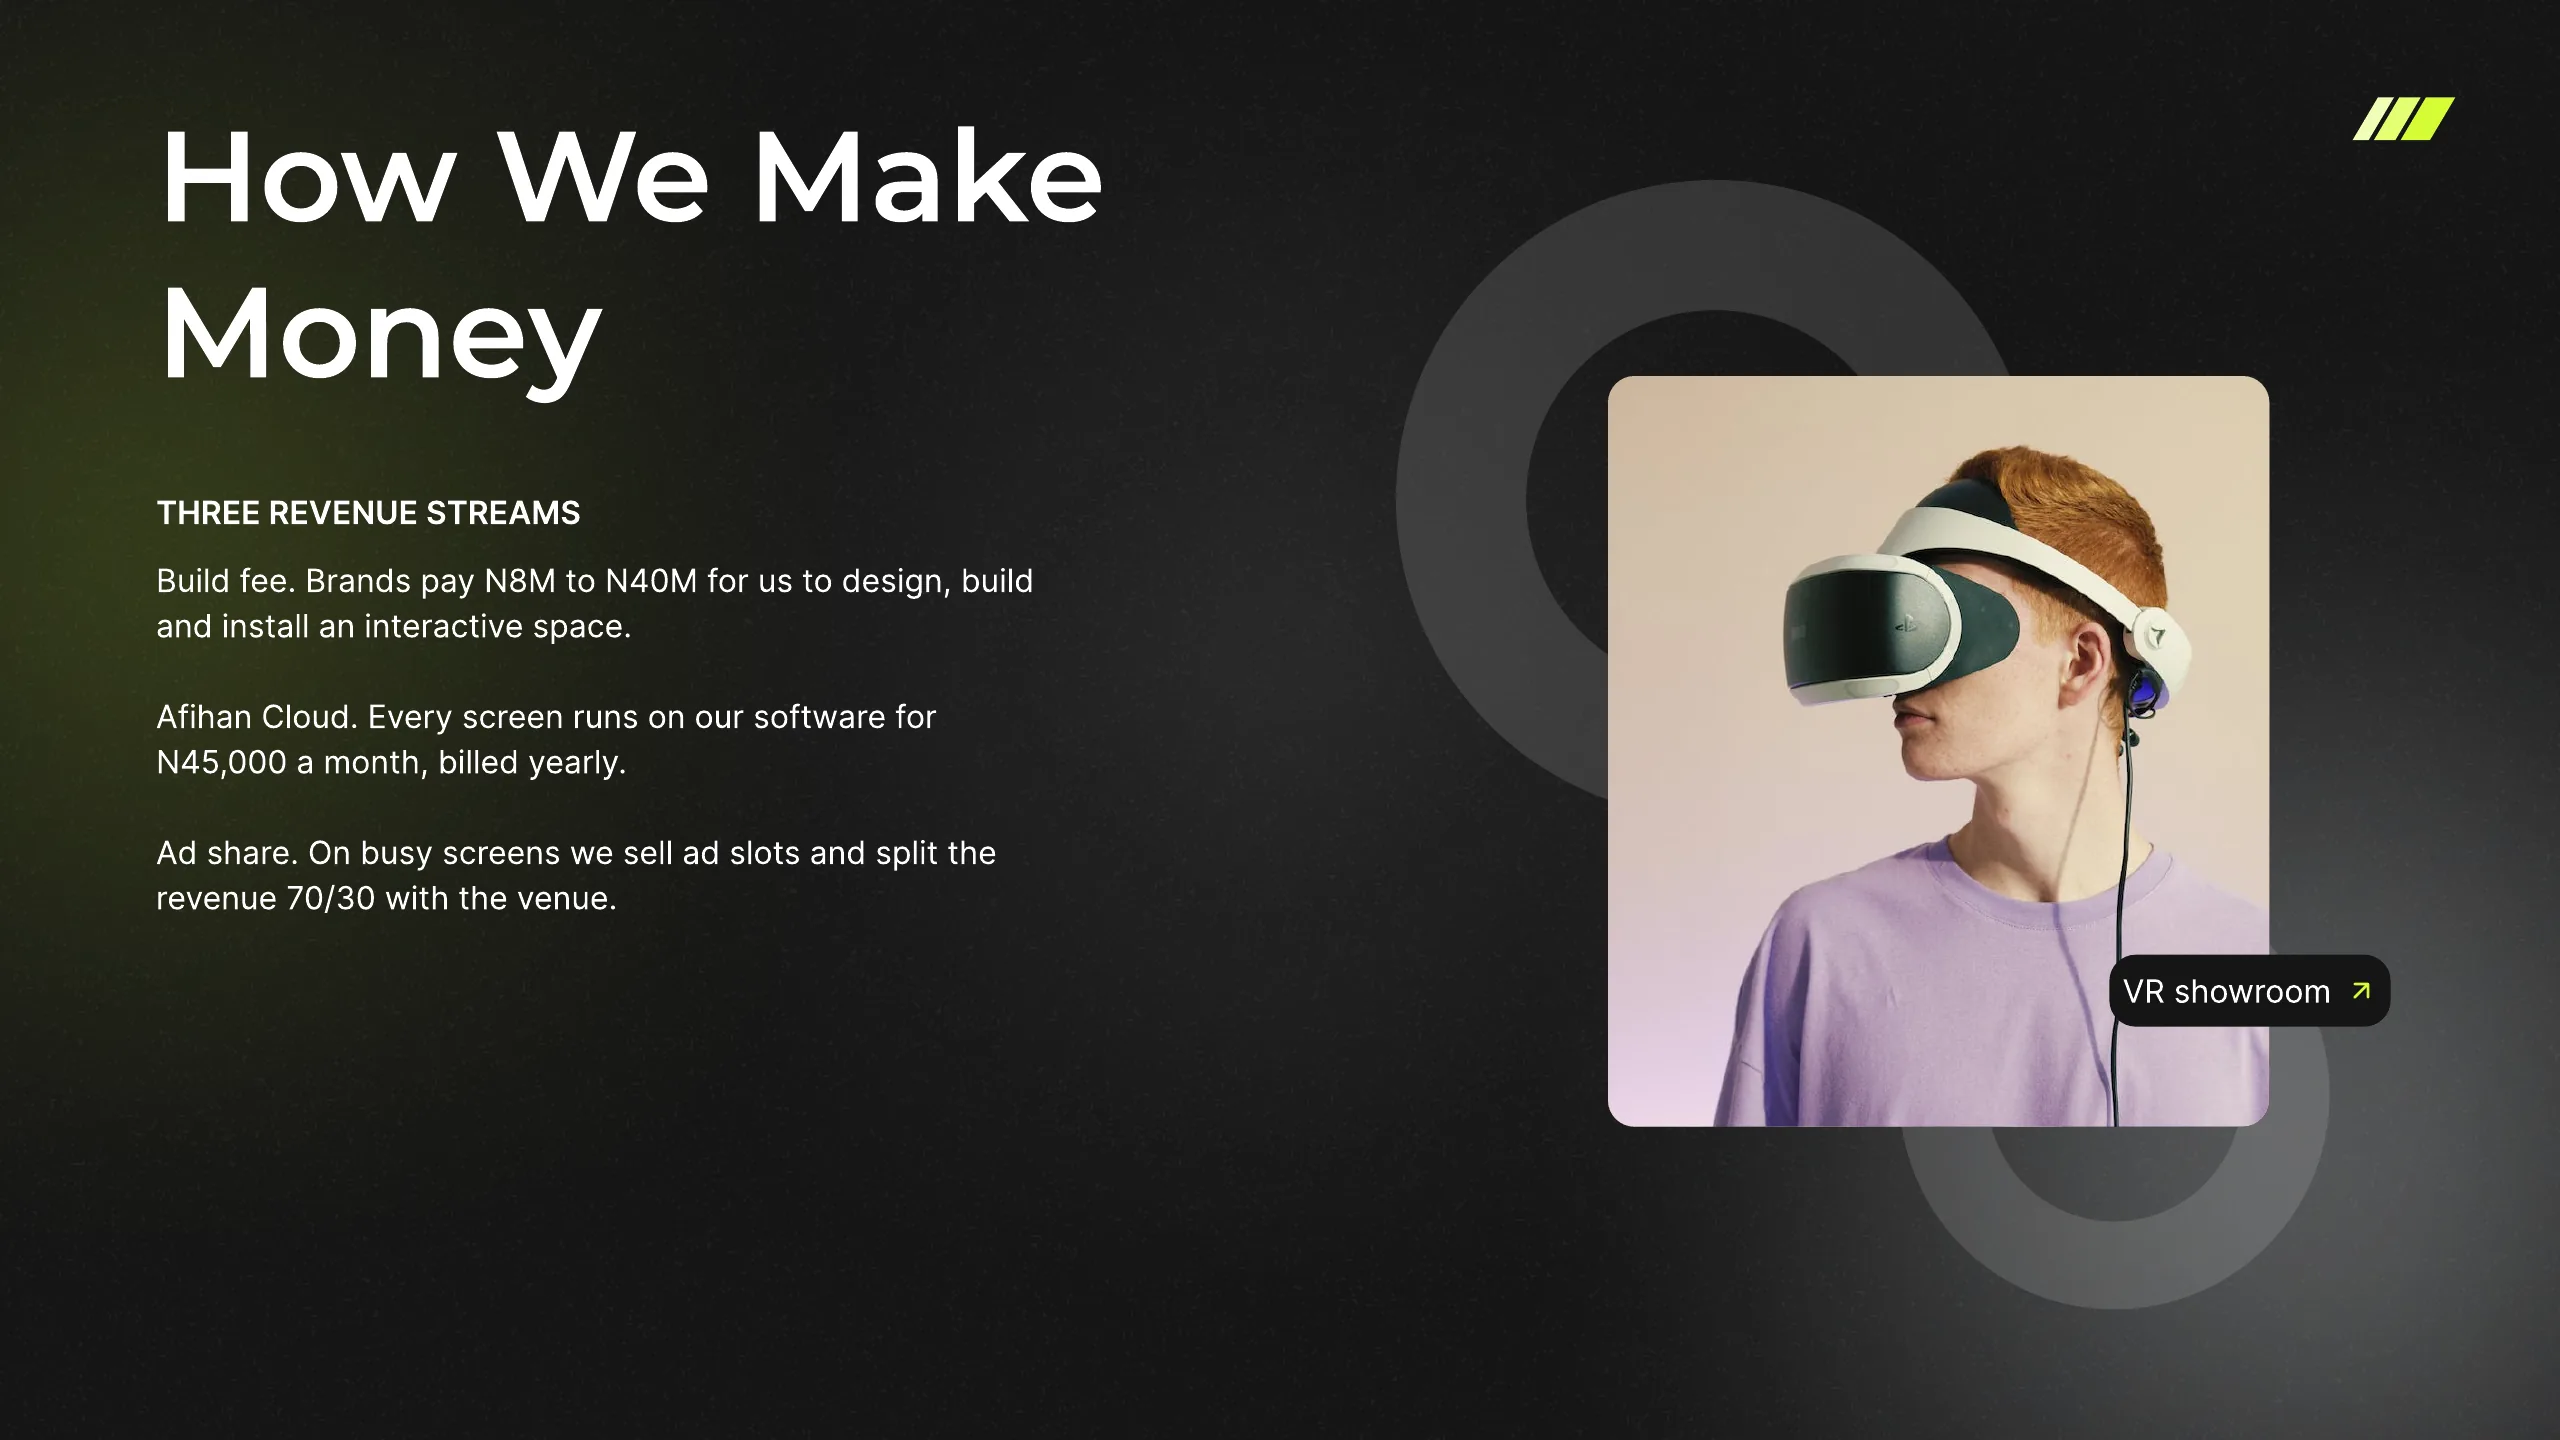 How We Make
Money
THREE REVENUE STREAMS
Build fee. Brands pay N8M to N40M for us to design, build
and install an interactive space.
Afihan Cloud. Every screen runs on our software for
N45,000 a month, billed yearly.
Ad share. On busy screens we sell ad slots and split the
revenue 70/30 with the venue.
VR showroom